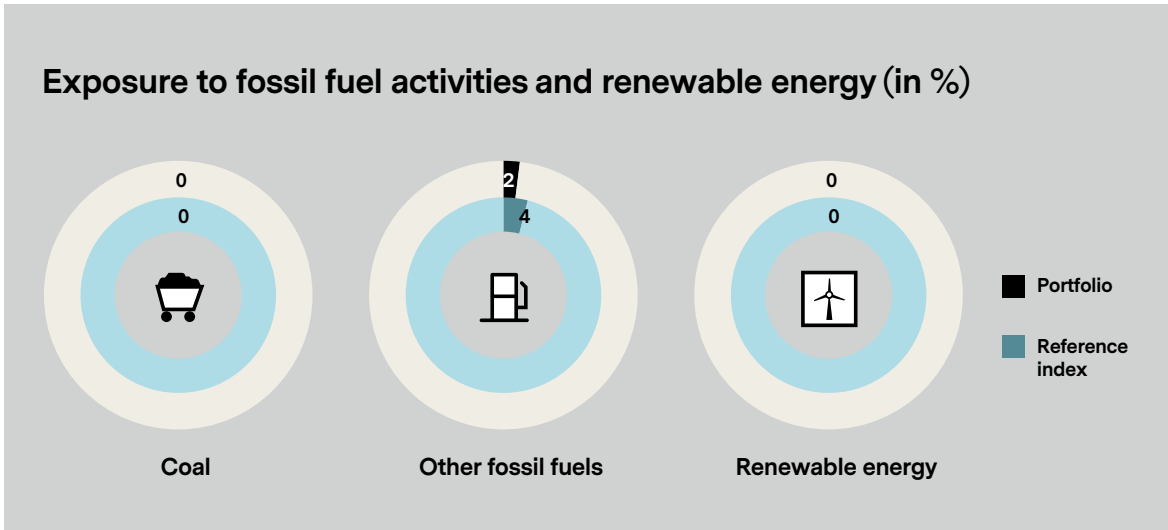 Exposure to fossil fuel activities and renewable energy (in %)
0
0
2
4
0
0
Portfolio
Reference
index
Coal
Other fossil fuels
Renewable energy